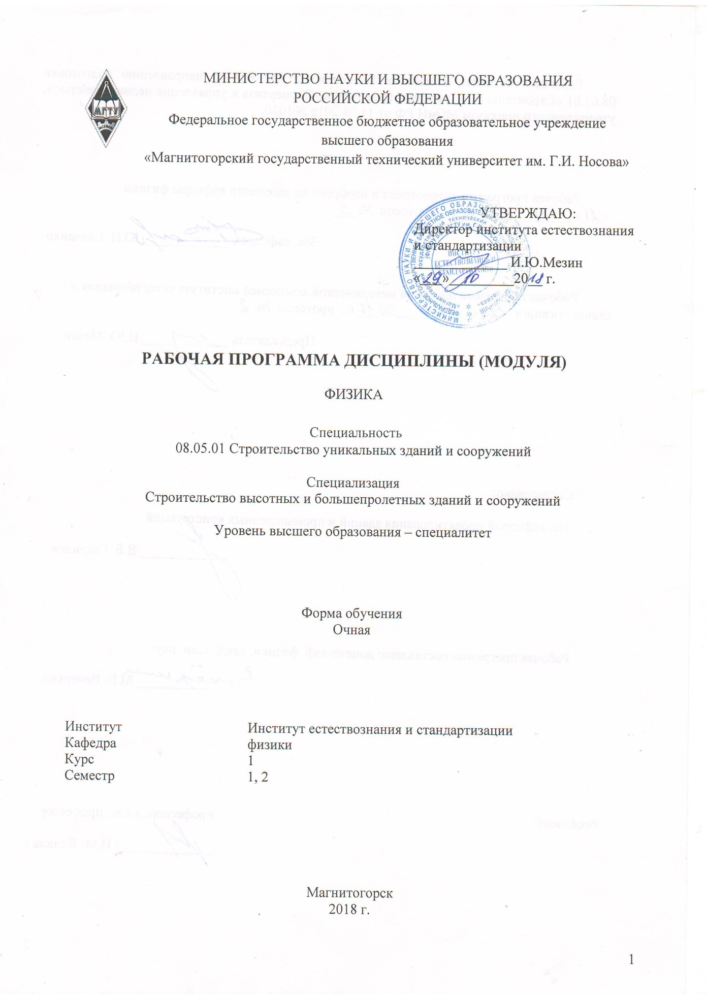 МИНИСТЕРСТВО НАУКИ И ВЫСШЕГО ОБРАЗОВАНИЯ
РОССИЙСКОЙ ФЕДЕРАЦИИ
Федеральное государственное бюджетное образовательное учреждение
высшего образования
«Магнитогорский государственный технический университет им. Г.И. Носова»
МГТУ
УТВЕРЖДАЮ:
Директор института естествознания
и стандартизации
И.Ю.Мезин
«29» 10 2018 г.
ИНСТИТУТ
ЕСТЕСТВОЗНАНИЯ И
СТАНДАРТИЗАЦИИ
РАБОЧАЯ ПРОГРАММА ДИСЦИПЛИНЫ (МОДУЛЯ)
ФИЗИКА
Специальность
08.05.01 Строительство уникальных зданий и сооружений
Специализация
Строительство высотных и большепролетных зданий и сооружений
Уровень высшего образования – специалитет
Форма обучения
Очная
Институт Институт естествознания и стандартизации
Кафедра физики
Курс 1
Семестр 1, 2
Магнитогорск
2018 г.
1